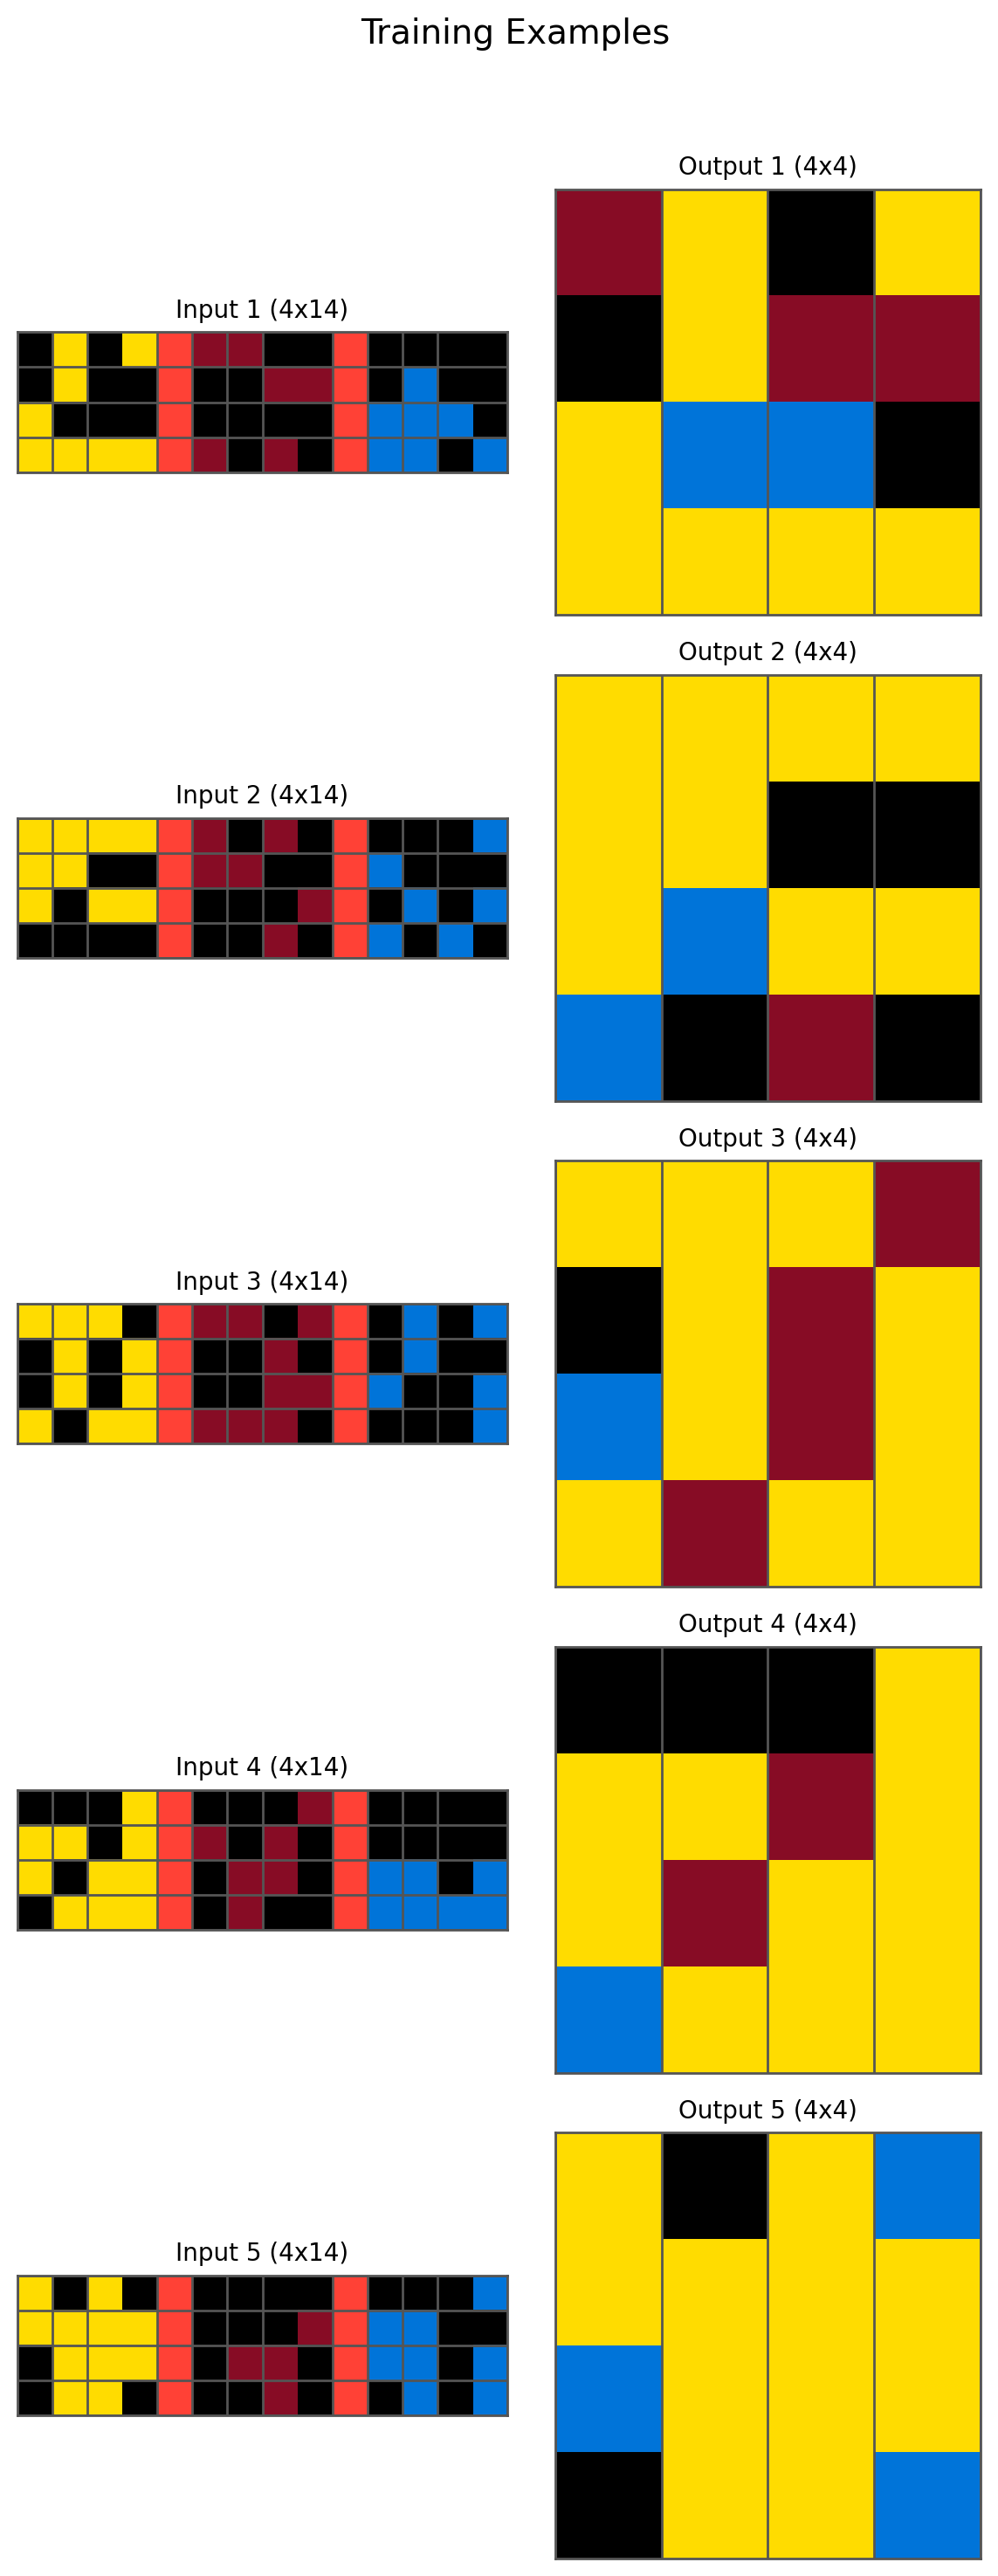 Training Examples
Output 1 (4x4)
Input 1 (4x14)
Output 2 (4x4)
Input 2 (4x14)
Output 3 (4x4)
Input 3 (4x14)
Output 4 (4x4)
Input 4 (4x14)
Output 5 (4x4)
Input 5 (4x14)